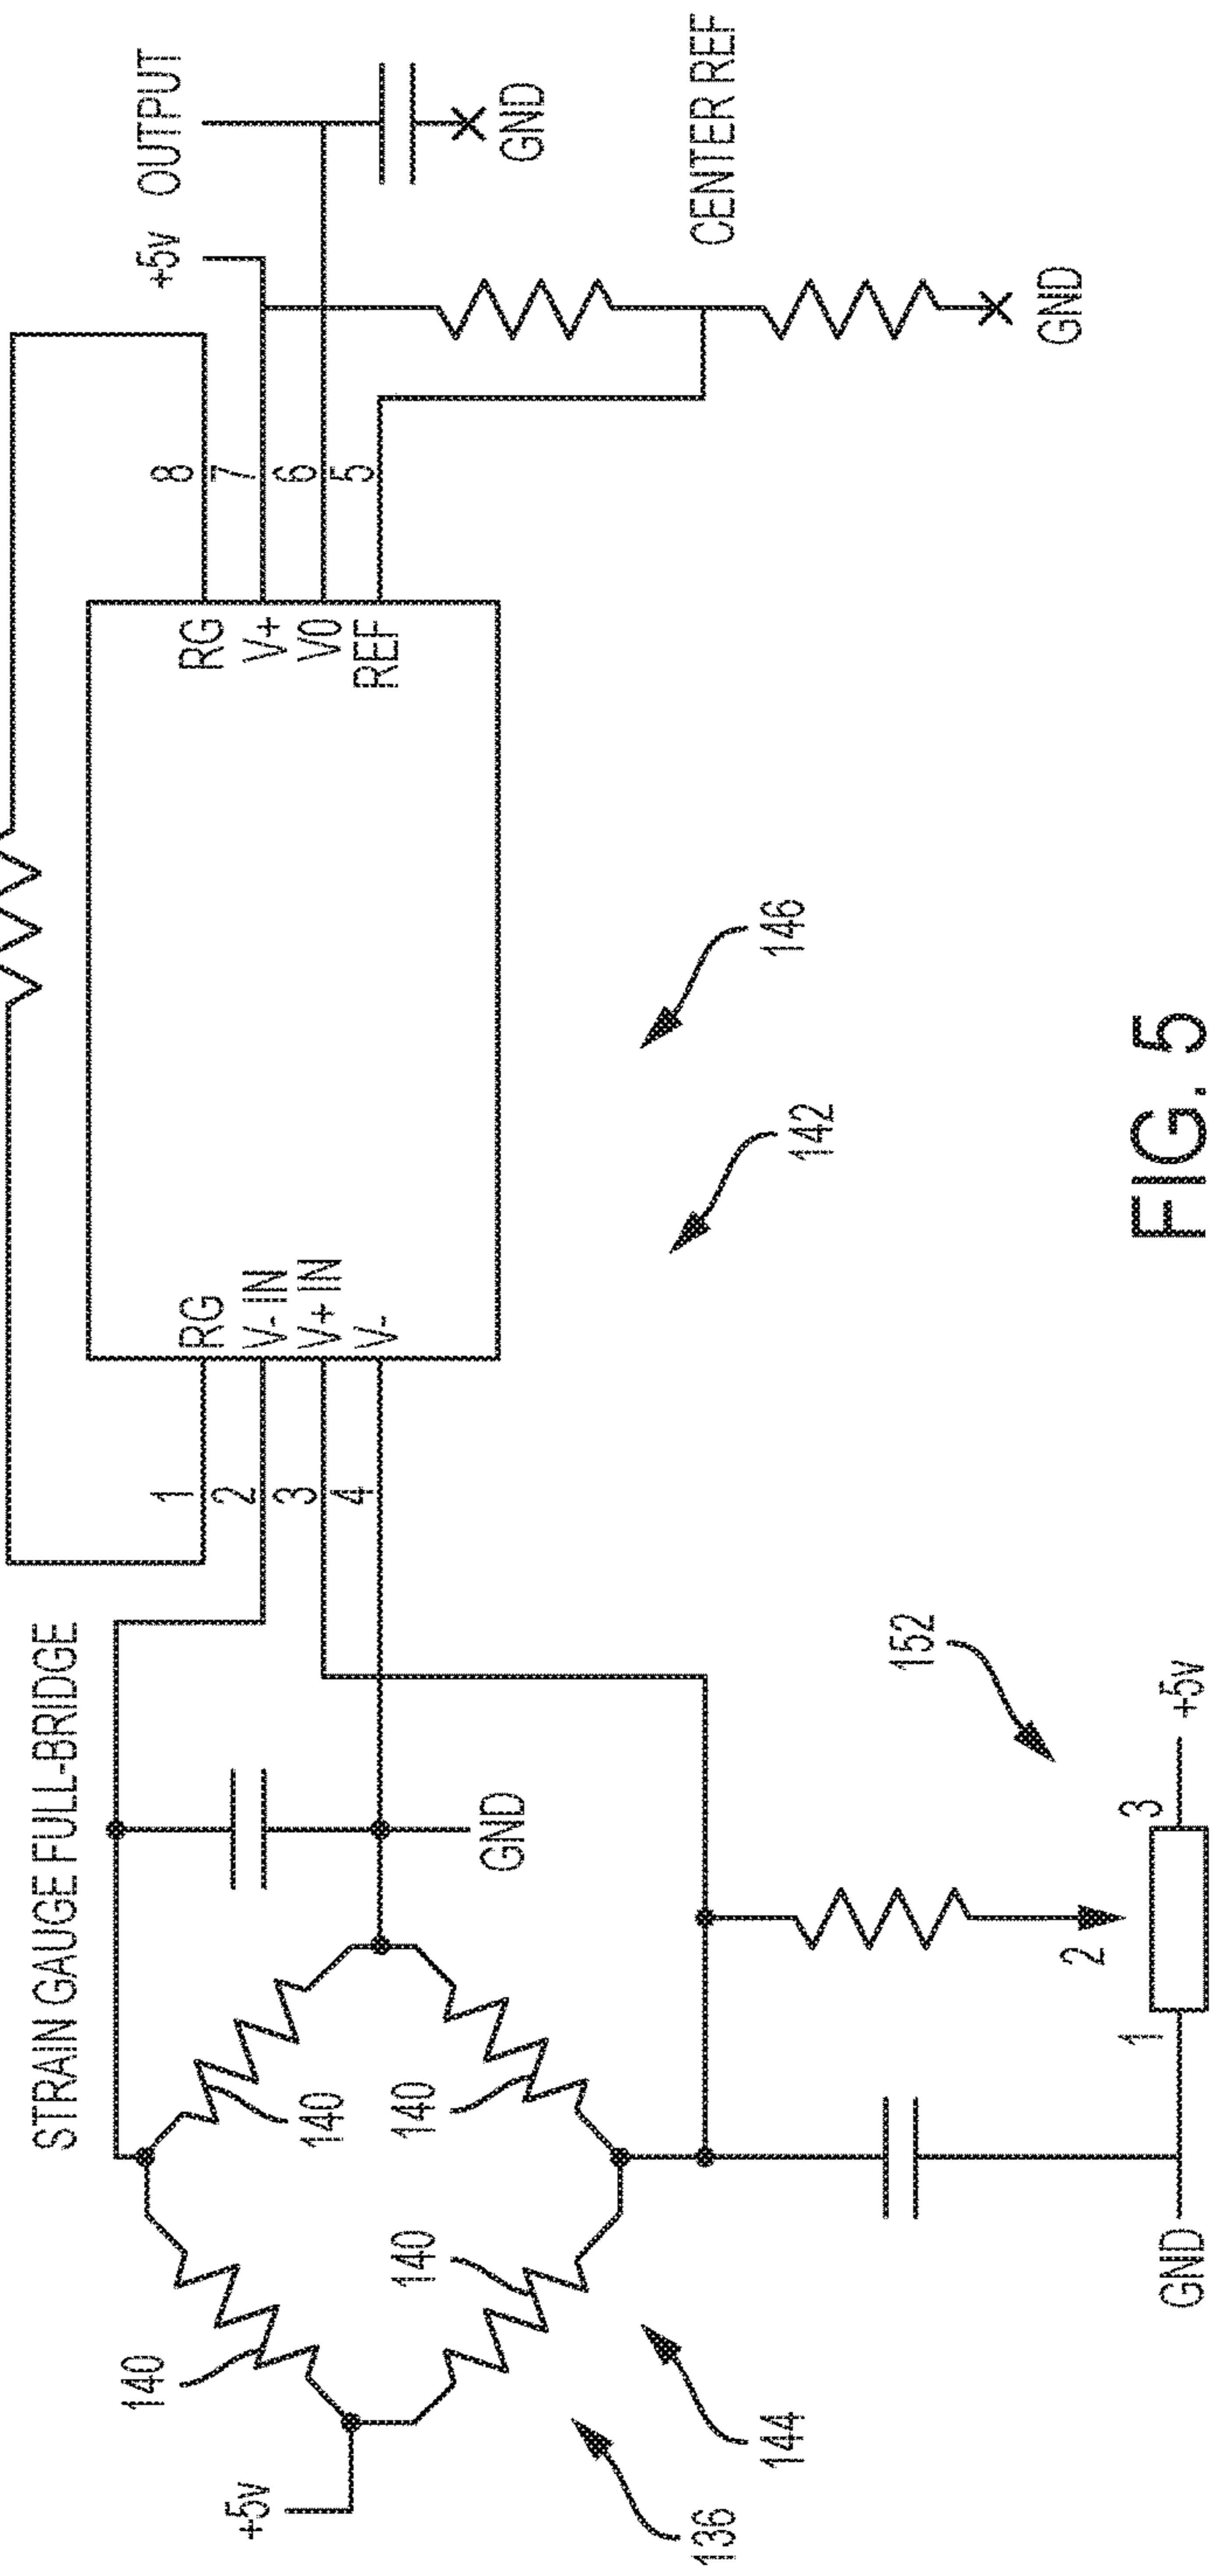 STRAIN GAUGE FULL-BRIDGE
+5v
140
140
140
140
136
144
GND
1
2
3
4
RG
V- IN
V+ IN
V-
RG
V+
V0
REF
8
7
6
5
+5v
OUTPUT
GND
CENTER REF
GND
142
146
152
GND
1
2
3
+5v
FIG. 5